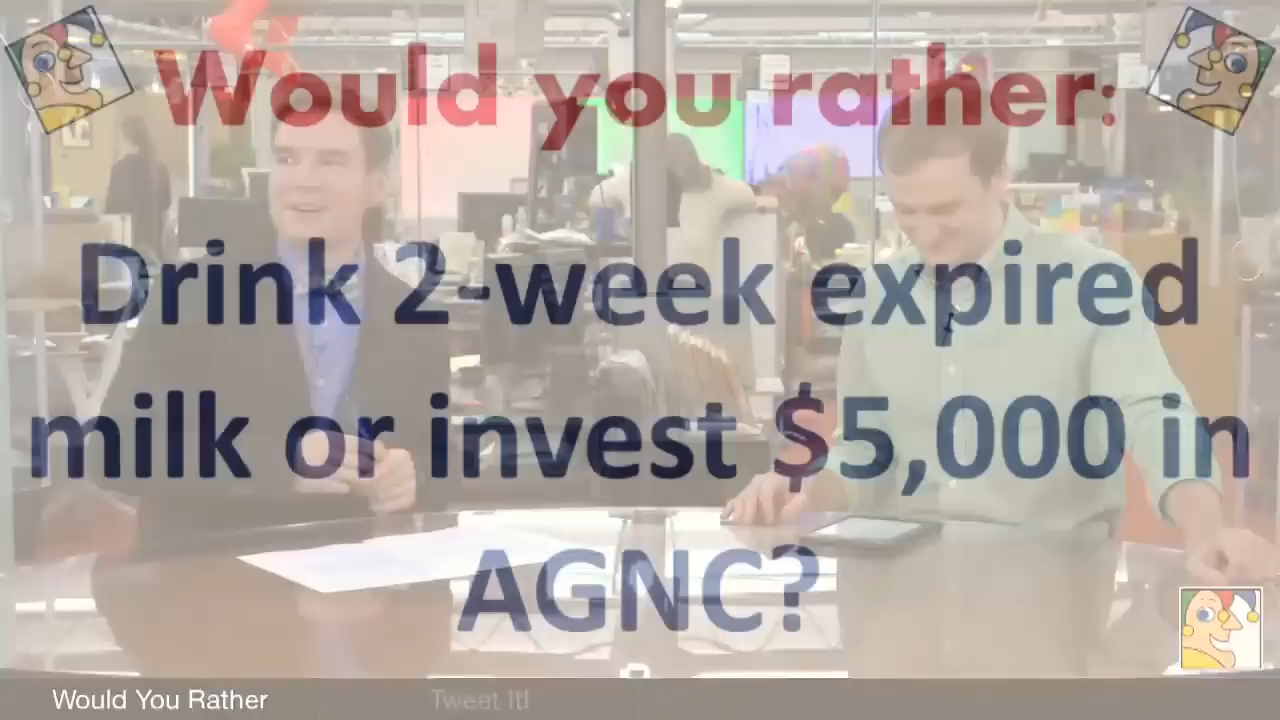 Would you rather:
Drink 2-week expired
milk or invest $5,000 in
AGNC?
Would You Rather
Tweet It!